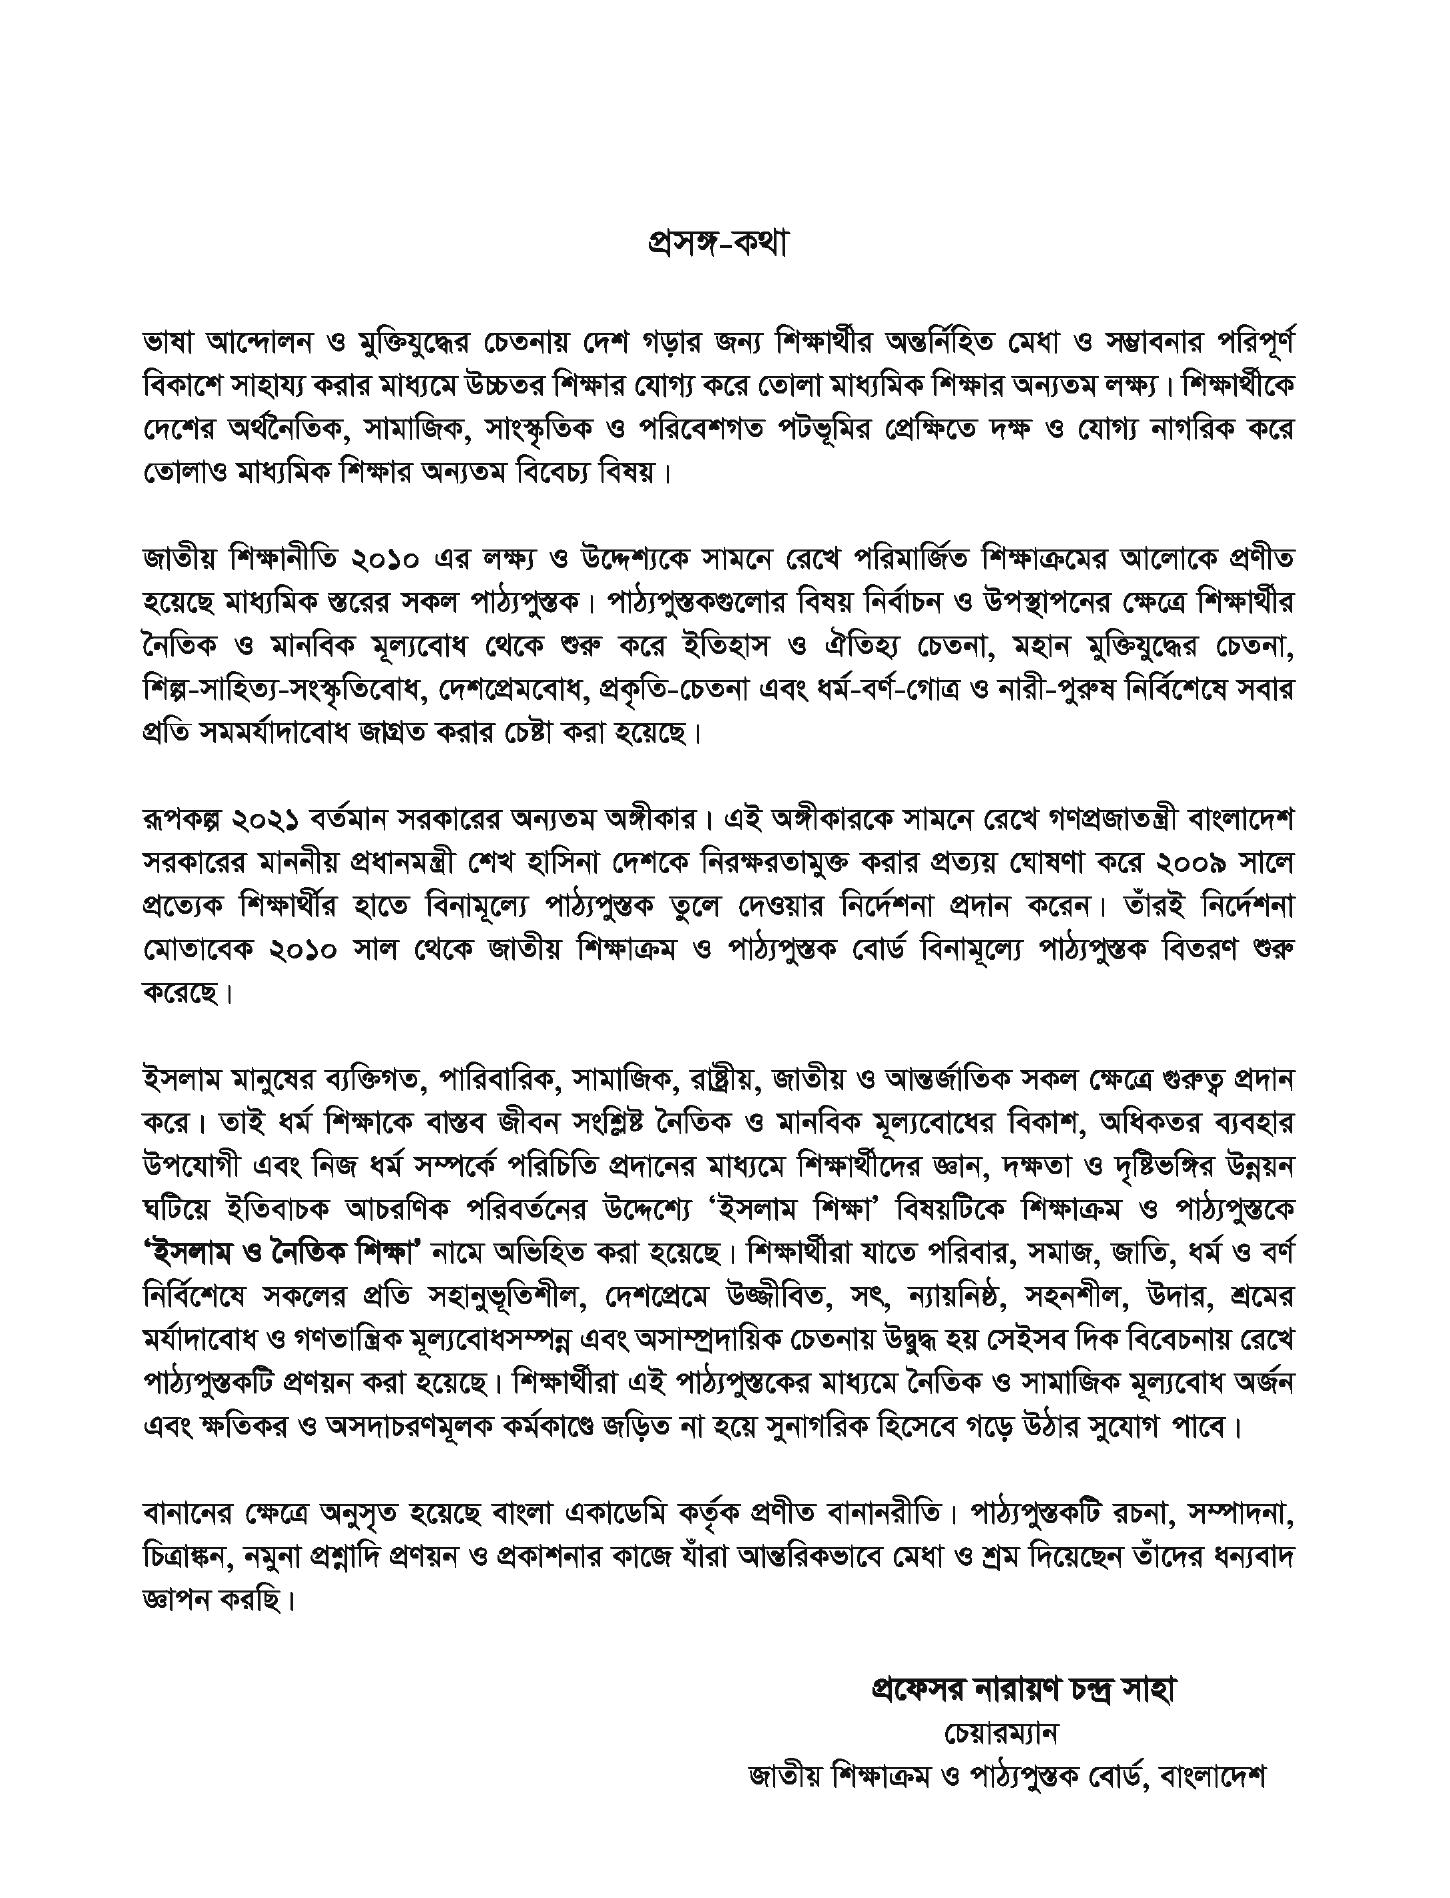 প্রসঙ্গ-কথা
ভাষা আন্দোলন ও মুক্তিযুদ্ধের চেতনায় দেশ গড়ার জন্য শিক্ষার্থীর অন্তর্নিহিত মেধা ও সম্ভাবনার পরিপূর্ণ
বিকাশে সাহায্য করার মাধ্যমে উচ্চতর শিক্ষার যোগ্য করে তোলা মাধ্যমিক শিক্ষার অন্যতম লক্ষ্য। শিক্ষার্থীকে
দেশের অর্থনৈতিক, সামাজিক, সাংস্কৃতিক ও পরিবেশগত পটভূমির প্রেক্ষিতে দক্ষ ও যোগ্য নাগরিক করে
তোলাও মাধ্যমিক শিক্ষার অন্যতম বিবেচ্য বিষয়।
জাতীয় শিক্ষানীতি ২০১০ এর লক্ষ্য ও উদ্দেশ্যকে সামনে রেখে পরিমার্জিত শিক্ষাক্রমের আলোকে প্রণীত
হয়েছে মাধ্যমিক স্তরের সকল পাঠ্যপুস্তক। পাঠ্যপুস্তকগুলোর বিষয় নির্বাচন ও উপস্থাপনের ক্ষেত্রে শিক্ষার্থীর
নৈতিক ও মানবিক মূল্যবোধ থেকে শুরু করে ইতিহাস ও ঐতিহ্য চেতনা, মহান মুক্তিযুদ্ধের চেতনা,
শিল্প-সাহিত্য-সংস্কৃতিবোধ, দেশপ্রেমবোধ, প্রকৃতি-চেতনা এবং ধর্ম-বর্ণ-গোত্র ও নারী-পুরুষ নির্বিশেষে সবার
প্রতি সমমর্যাদাবোধ জাগ্রত করার চেষ্টা করা হয়েছে।
রূপকল্প ২০২১ বর্তমান সরকারের অন্যতম অঙ্গীকার। এই অঙ্গীকারকে সামনে রেখে গণপ্রজাতন্ত্রী বাংলাদেশ
সরকারের মাননীয় প্রধানমন্ত্রী শেখ হাসিনা দেশকে নিরক্ষরতামুক্ত করার প্রত্যয় ঘোষণা করে ২০০৯ সালে
প্রত্যেক শিক্ষার্থীর হাতে বিনামূল্যে পাঠ্যপুস্তক তুলে দেওয়ার নির্দেশনা প্রদান করেন। তাঁরই নির্দেশনা
মোতাবেক ২০১০ সাল থেকে জাতীয় শিক্ষাক্রম ও পাঠ্যপুস্তক বোর্ড বিনামূল্যে পাঠ্যপুস্তক বিতরণ শুরু
করেছে।
ইসলাম মানুষের ব্যক্তিগত, পারিবারিক, সামাজিক, রাষ্ট্রীয়, জাতীয় ও আন্তর্জাতিক সকল ক্ষেত্রে গুরুত্ব প্রদান
করে। তাই ধর্ম শিক্ষাকে বাস্তব জীবন সংশ্লিষ্ট নৈতিক ও মানবিক মূল্যবোধের বিকাশ, অধিকতর ব্যবহার
উপযোগী এবং নিজ ধর্ম সম্পর্কে পরিচিতি প্রদানের মাধ্যমে শিক্ষার্থীদের জ্ঞান, দক্ষতা ও দৃষ্টিভঙ্গির উন্নয়ন
ঘটিয়ে ইতিবাচক আচরণিক পরিবর্তনের উদ্দেশ্যে ‘ইসলাম শিক্ষা’ বিষয়টিকে শিক্ষাক্রম ও পাঠ্যপুস্তকে
‘ইসলাম ও নৈতিক শিক্ষা’ নামে অভিহিত করা হয়েছে। শিক্ষার্থীরা যাতে পরিবার, সমাজ, জাতি, ধর্ম ও বর্ণ
নির্বিশেষে সকলের প্রতি সহানুভূতিশীল, দেশপ্রেমে উজ্জীবিত, সৎ, ন্যায়নিষ্ঠ, সহনশীল, উদার, শ্রমের
মর্যাদাবোধ ও গণতান্ত্রিক মূল্যবোধসম্পন্ন এবং অসাম্প্রদায়িক চেতনায় উদ্বুদ্ধ হয় সেইসব দিক বিবেচনায় রেখে
পাঠ্যপুস্তকটি প্রণয়ন করা হয়েছে। শিক্ষার্থীরা এই পাঠ্যপুস্তকের মাধ্যমে নৈতিক ও সামাজিক মূল্যবোধ অর্জন
এবং ক্ষতিকর ও অসদাচরণমূলক কর্মকাণ্ডে জড়িত না হয়ে সুনাগরিক হিসেবে গড়ে উঠার সুযোগ পাবে।
বানানের ক্ষেত্রে অনুসৃত হয়েছে বাংলা একাডেমি কর্তৃক প্রণীত বানানরীতি। পাঠ্যপুস্তকটি রচনা, সম্পাদনা,
চিত্রাঙ্কন, নমুনা প্রশ্নাদি প্রণয়ন ও প্রকাশনার কাজে যাঁরা আন্তরিকভাবে মেধা ও শ্রম দিয়েছেন তাঁদের ধন্যবাদ
জ্ঞাপন করছি।
প্রফেসর নারায়ণ চন্দ্র সাহা
চেয়ারম্যান
জাতীয় শিক্ষাক্রম ও পাঠ্যপুস্তক বোর্ড, বাংলাদেশ